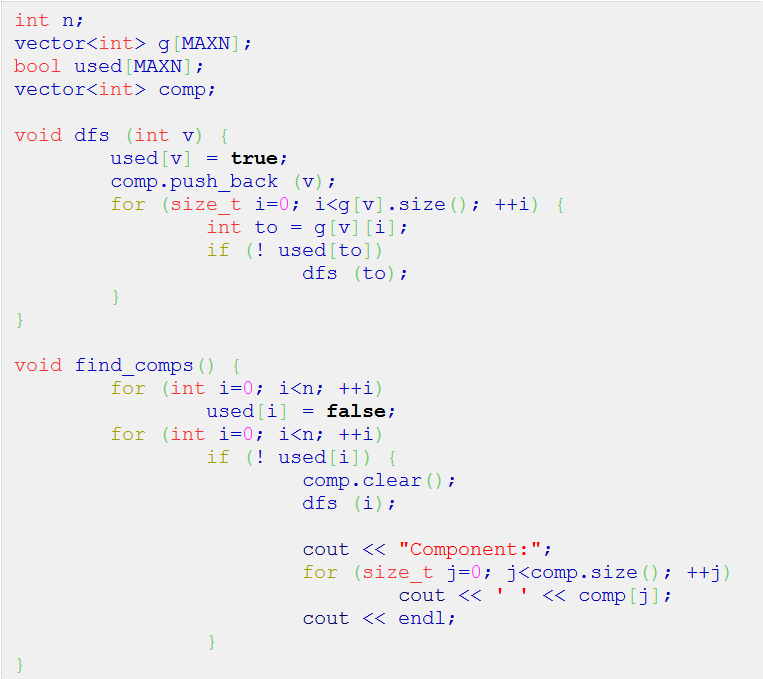 int n;
vector<int> g[MAXN];
bool used[MAXN];
vector<int> comp;

void dfs (int v) {
        used[v] = true;
        comp.push_back (v);
        for (size_t i=0; i<g[v].size(); ++i) {
                int to = g[v][i];
                if (! used[to])
                        dfs (to);
        }
}

void find_comps() {
        for (int i=0; i<n; ++i)
                used[i] = false;
        for (int i=0; i<n; ++i)
                if (! used[i]) {
                        comp.clear();
                        dfs (i);

                        cout << "Component:";
                        for (size_t j=0; j<comp.size(); ++j)
                                cout << ' ' << comp[j];
                        cout << endl;
                }
}